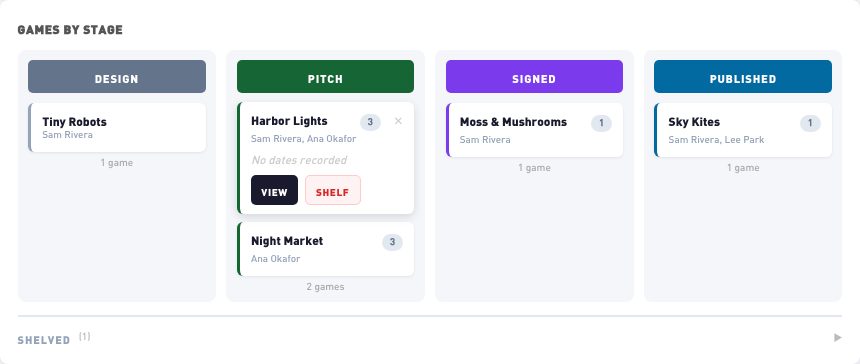 GAMES BY STAGE
DESIGN
Tiny Robots
Sam Rivera
1 game
PITCH
Harbor Lights 3 ×
Sam Rivera, Ana Okafor
No dates recorded
VIEW SHELF
Night Market 3
Ana Okafor
2 games
SIGNED
Moss & Mushrooms 1
Sam Rivera
1 game
PUBLISHED
Sky Kites 1
Sam Rivera, Lee Park
1 game
SHELVED (1)